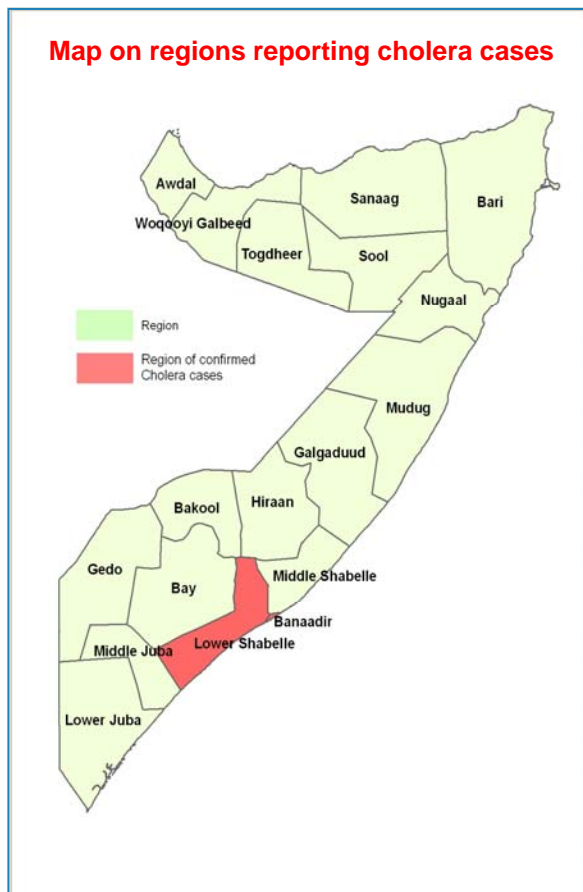 Map on regions reporting cholera cases
Awdal
Woqooyi Galbeed
Togdheer
Sanaag
Sool
Bari
Nugaal
Region
Region of confirmed
Cholera cases
Mudug
Galgaduud
Hiraan
Bakool
Gedo
Bay
Middle Shabelle
Banaadir
Lower Shabelle
Middle Juba
Lower Juba